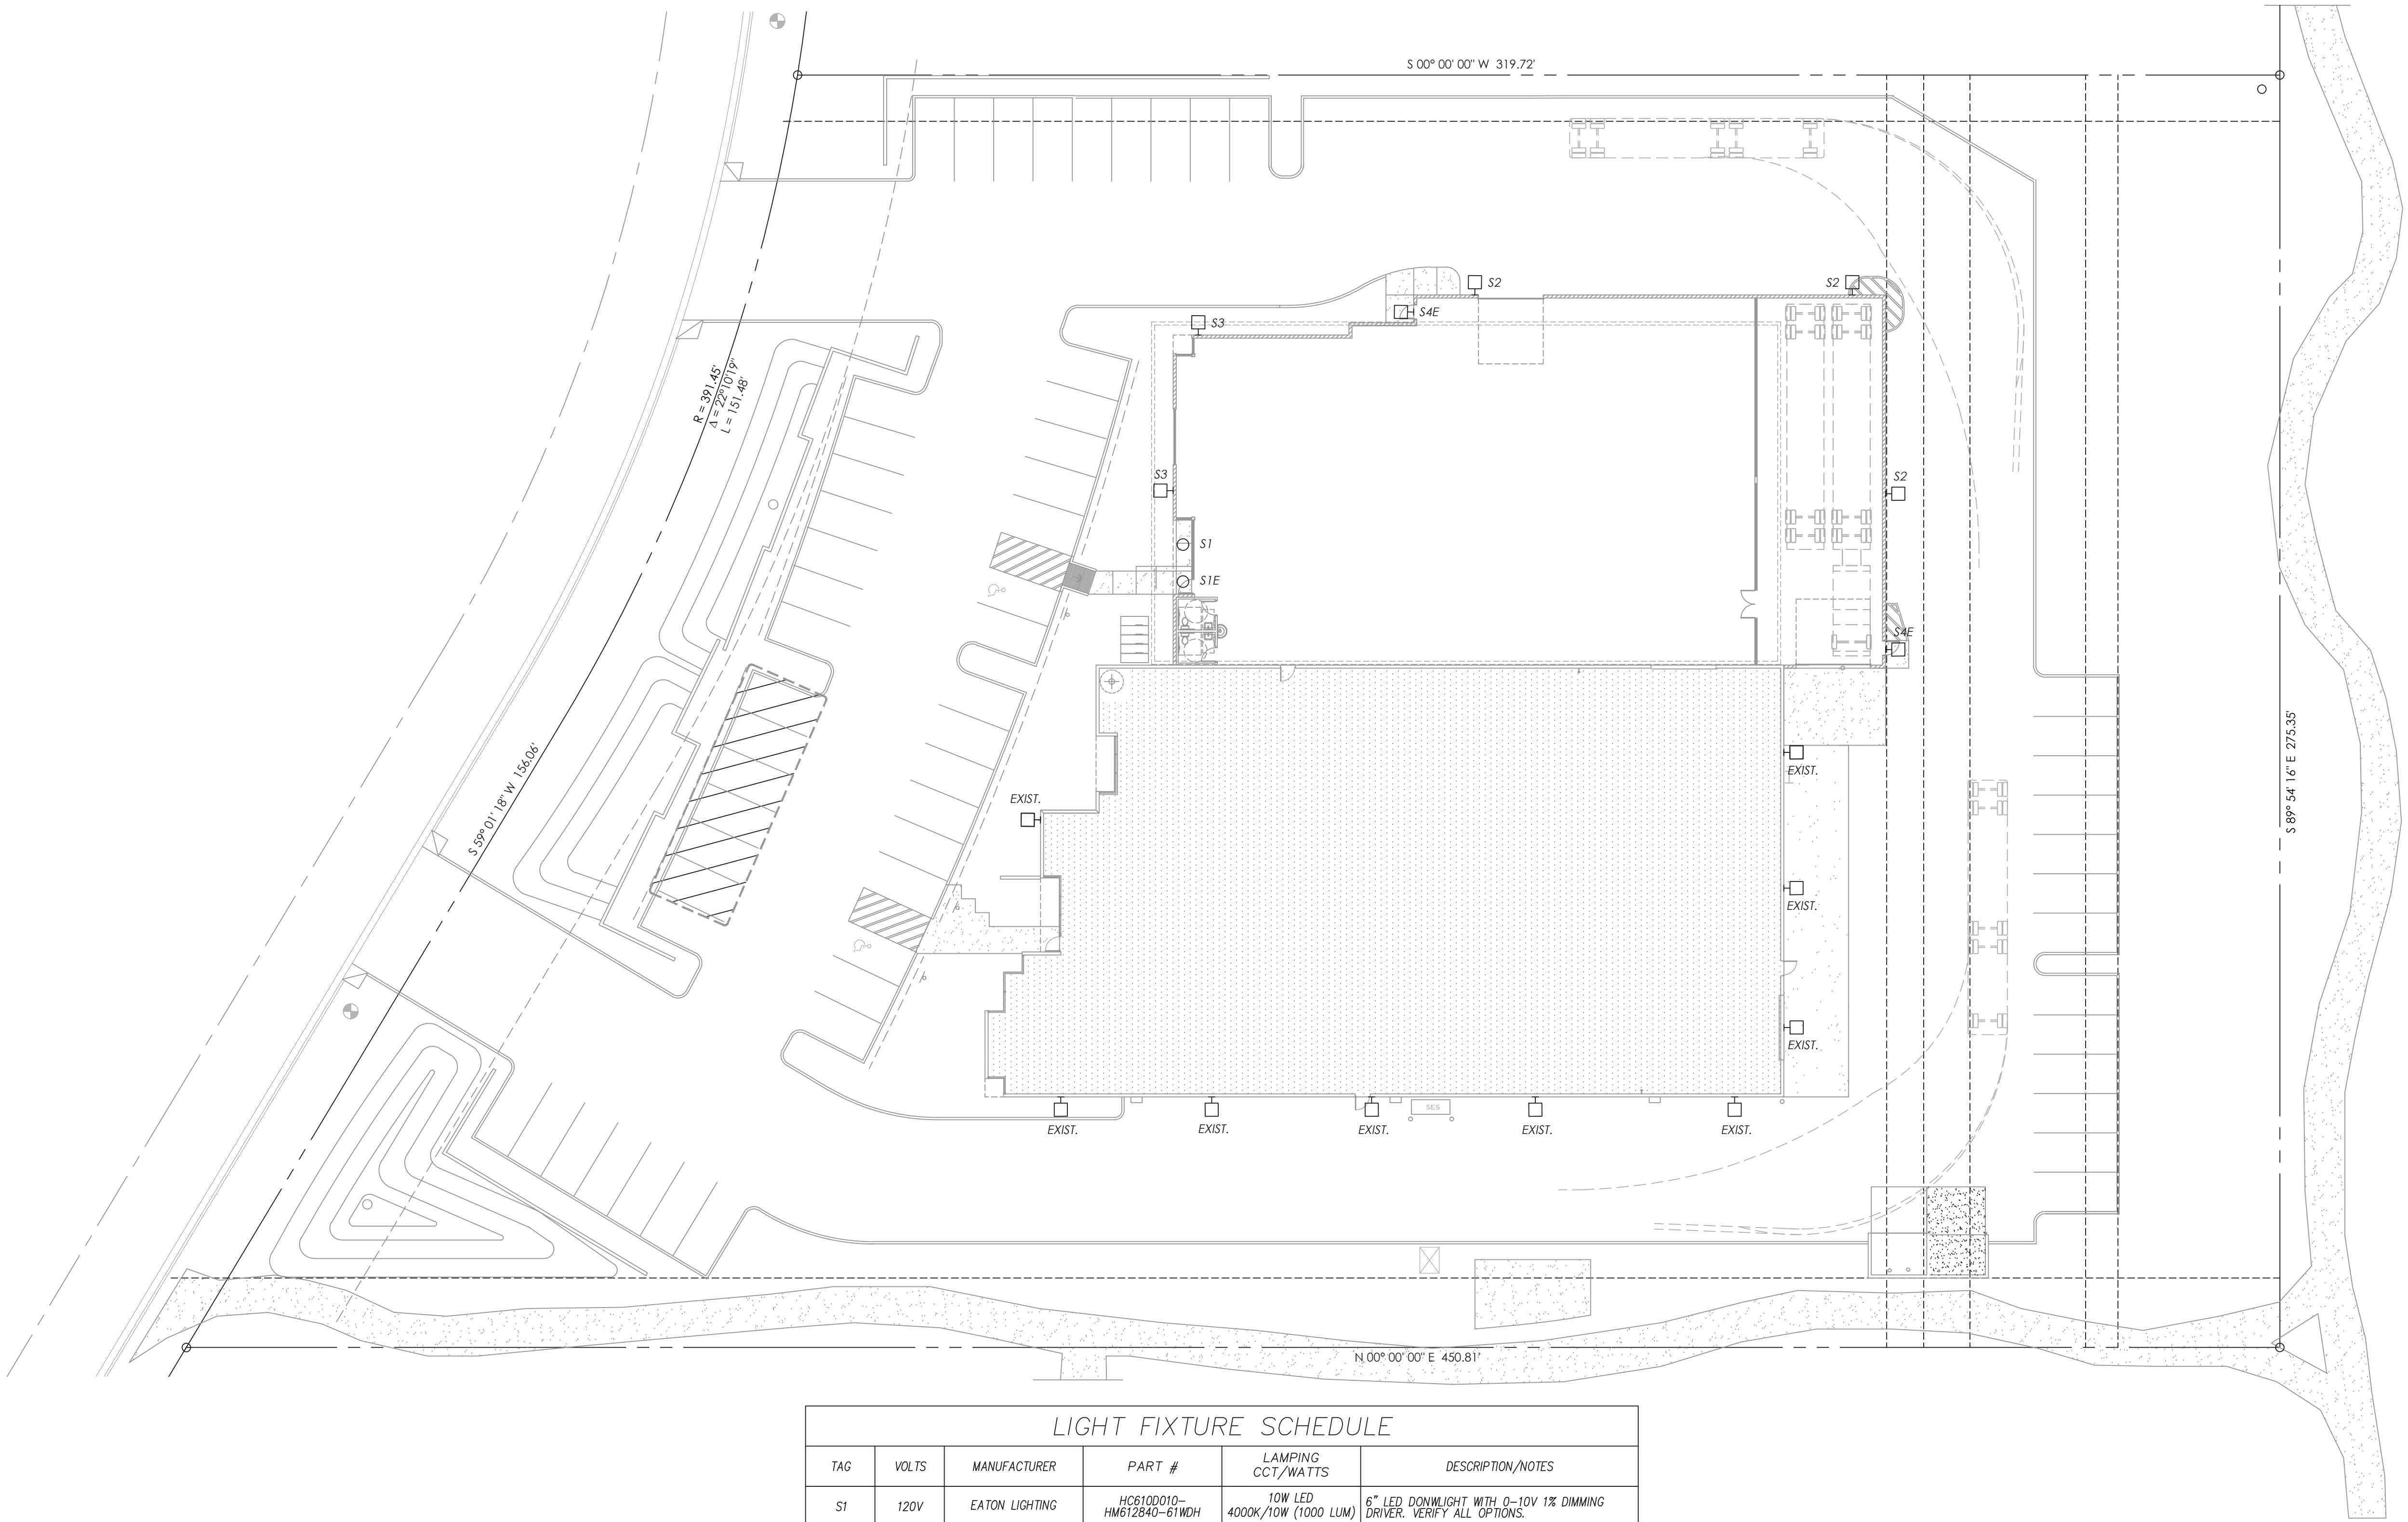 S 00° 00' 00" W 319.72'
S2
S2
S4E
S3
R = 391.45'
Δ = 22°10'19"
L = 151.48'
S3
S2
S1
S1E
S4E
S 59° 01' 18" W 156.06'
S 89° 54' 16" E 275.35'
EXIST.
EXIST.
EXIST.
EXIST.
SES
EXIST.
EXIST.
EXIST.
EXIST.
EXIST.
N 00° 00' 00" E 450.81'
LIGHT FIXTURE SCHEDULE
TAG VOLTS MANUFACTURER PART # LAMPING CCT/WATTS DESCRIPTION/NOTES
S1 120V EATON LIGHTING HC610D010-HM612840-61WDH 10W LED 4000K/10W (1000 LUM) 6" LED DONWLIGHT WITH 0-10V 1% DIMMING DRIVER. VERIFY ALL OPTIONS.